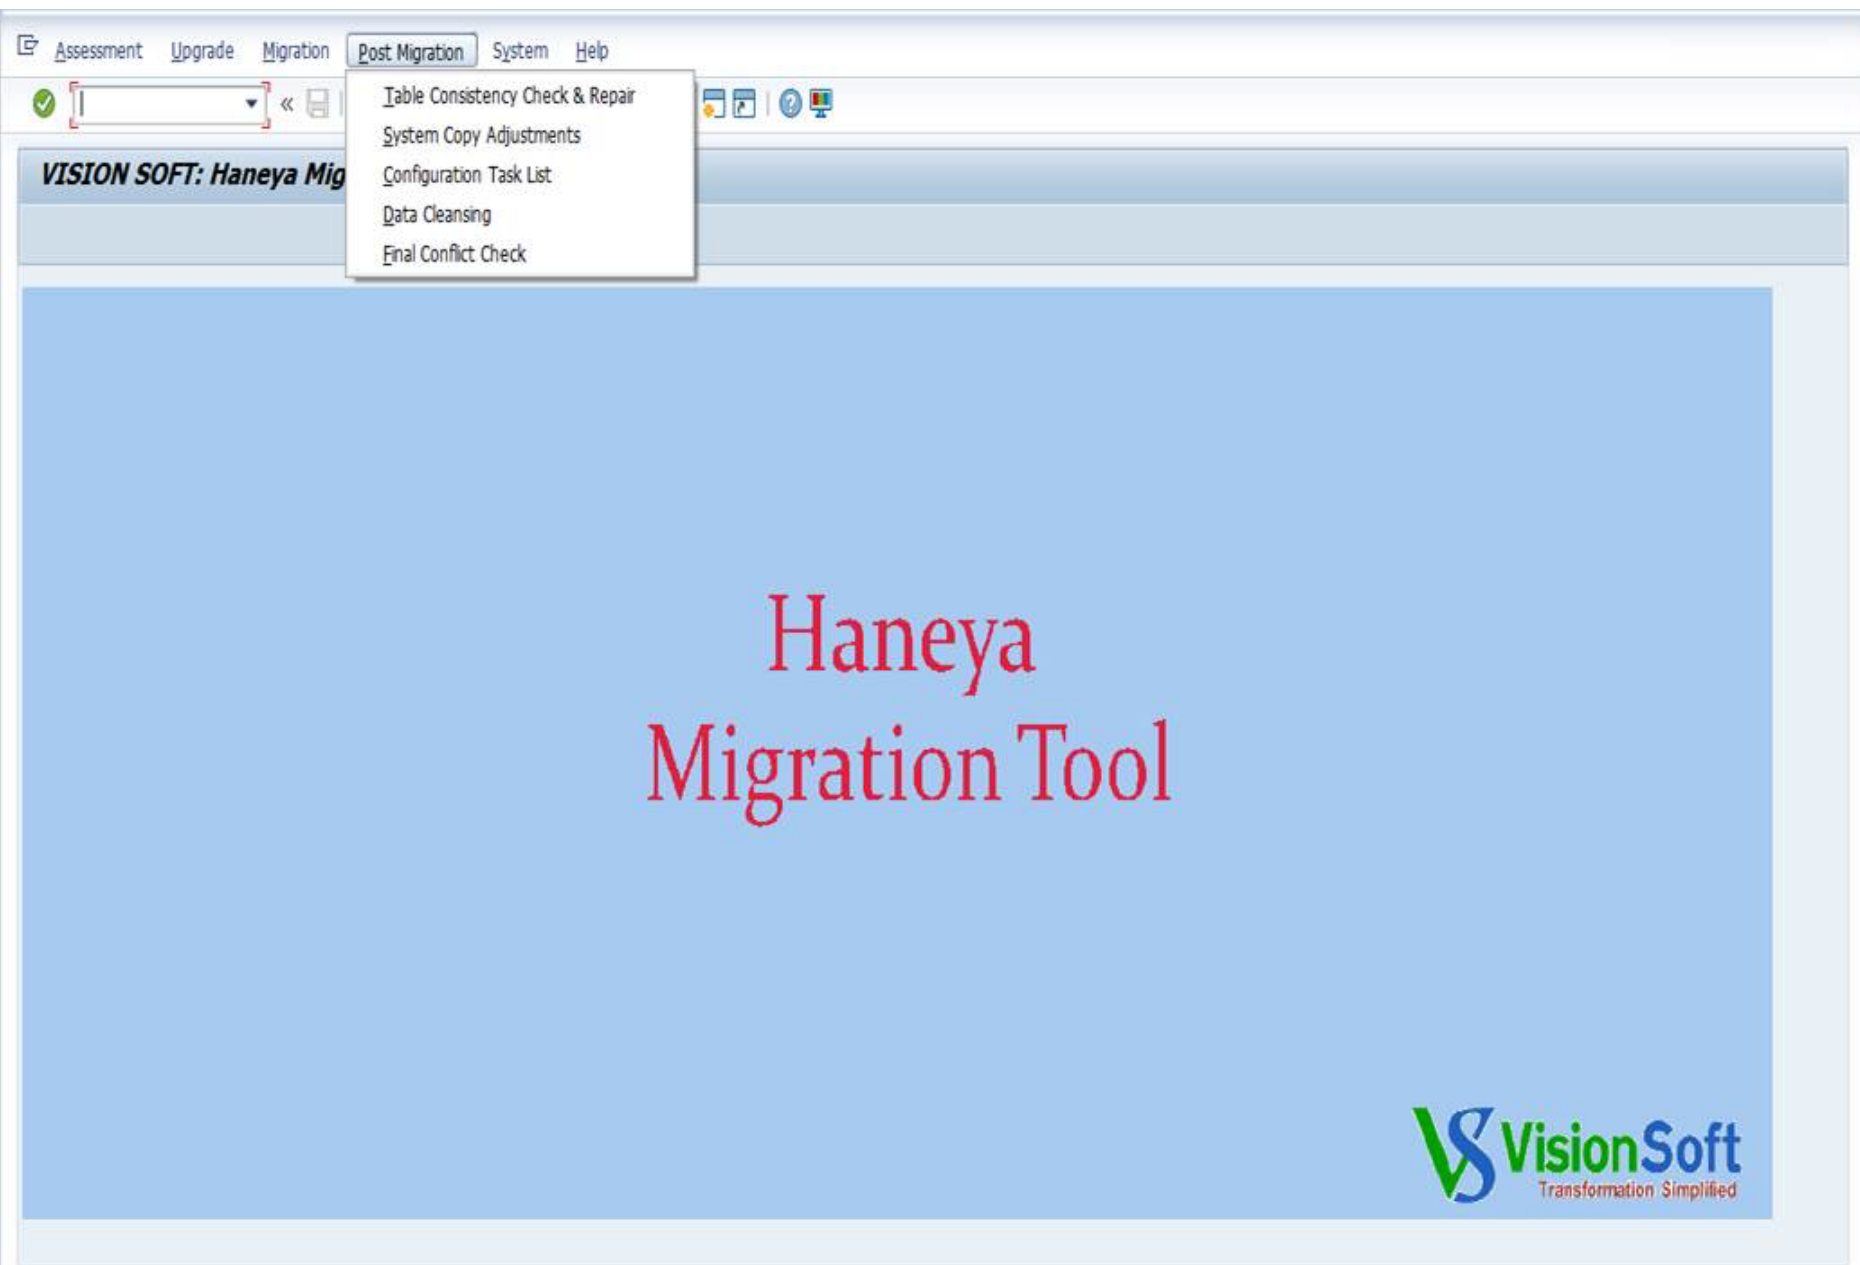 Assessment Upgrade Migration Post Migration System Help
Table Consistency Check & Repair
System Copy Adjustments
VISION SOFT: Haneya Mig
Configuration Task List
Data Cleansing
Final Conflict Check
Haneya
Migration Tool
VS VisionSoft
Transformation Simplified